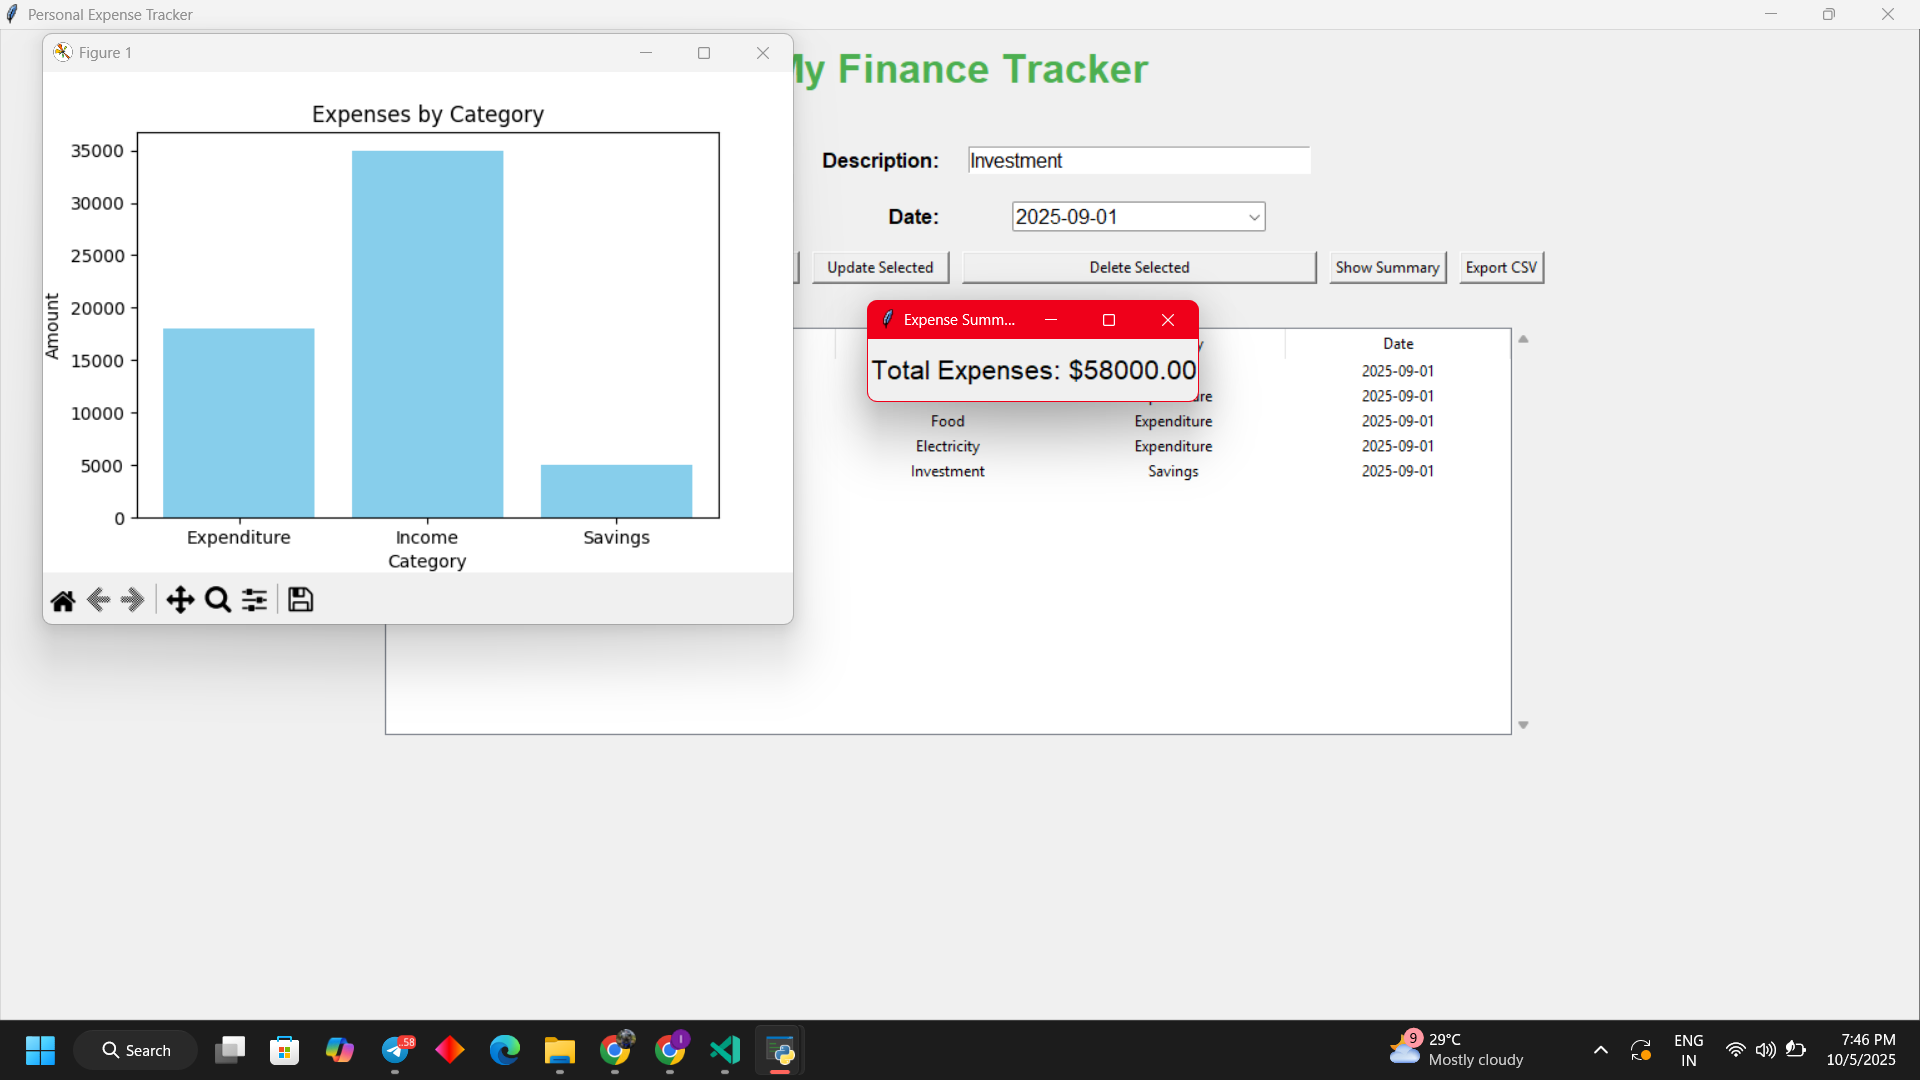 Personal Expense Tracker
Figure 1
My Finance Tracker
Expenses by Category
35000
30000
25000
20000
15000
10000
5000
0
Amount
Expenditure Income Savings
Category
Description: Investment
Date: 2025-09-01
Update Selected Delete Selected Show Summary Export CSV
Expense Summ...
Total Expenses: $58000.00
Date
2025-09-01
2025-09-01
Food Expenditure 2025-09-01
Electricity Expenditure 2025-09-01
Investment Savings 2025-09-01
Search
.58
9
29°C
Mostly cloudy
ENG
IN
7:46 PM
10/5/2025